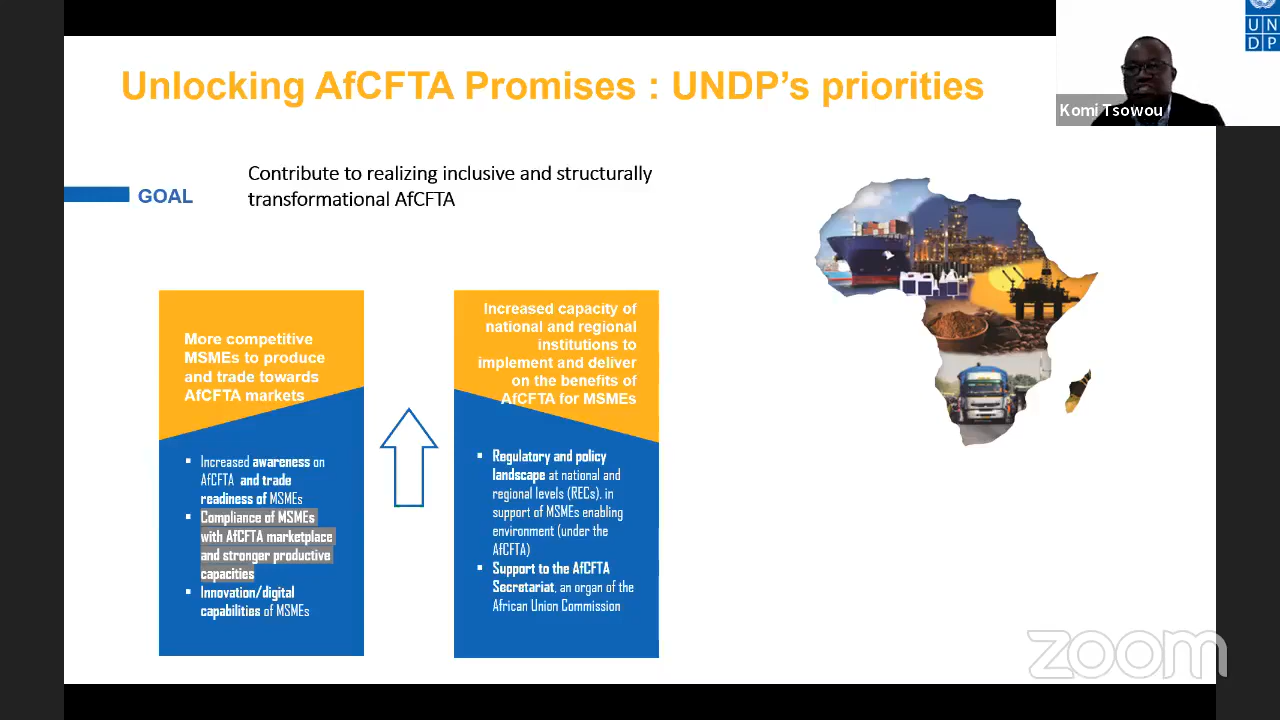 Unlocking AfCFTA Promises : UNDP's priorities
UN
DP
Komi Tsowou
GOAL
Contribute to realizing inclusive and structurally
transformational AfCFTA
More competitive
MSMEs to produce
and trade towards
AfCFTA markets
▪ Increased awareness on
AfCFTA and trade
readiness of MSMEs
▪ Compliance of MSMEs
with AfCFTA marketplace
and stronger productive
capacities
▪ Innovation/digital
capabilities of MSMEs
Increased capacity of
national and regional
institutions to
implement and deliver
on the benefits of
AfCFTA for MSMEs
▪ Regulatory and policy
landscape at national and
regional levels (RECs). in
support of MSMEs enabling
environment (under the
AfCFTA)
▪ Support to the AfCFTA
Secretariat, an organ of the
African Union Commission
zoom